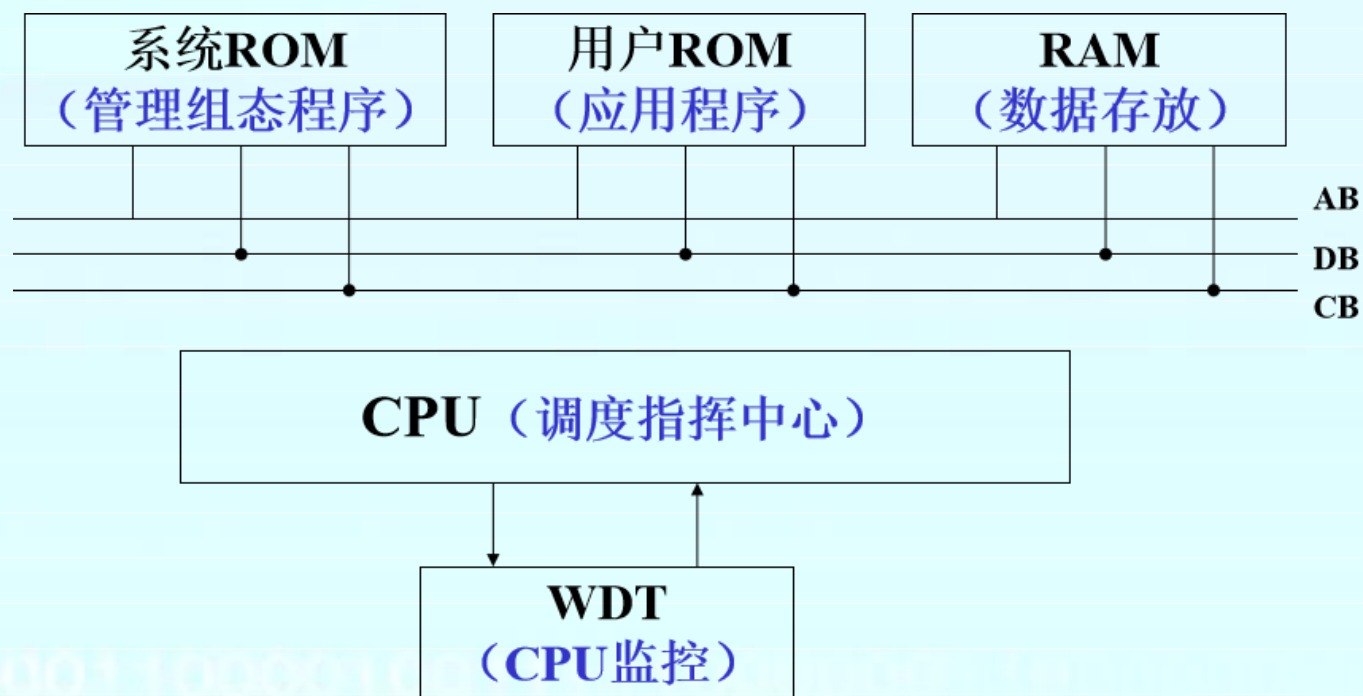 系统ROM
（管理组态程序）
用户ROM
（应用程序）
RAM
（数据存放）
AB
DB
CB
CPU（调度指挥中心）
WDT
（CPU监控）